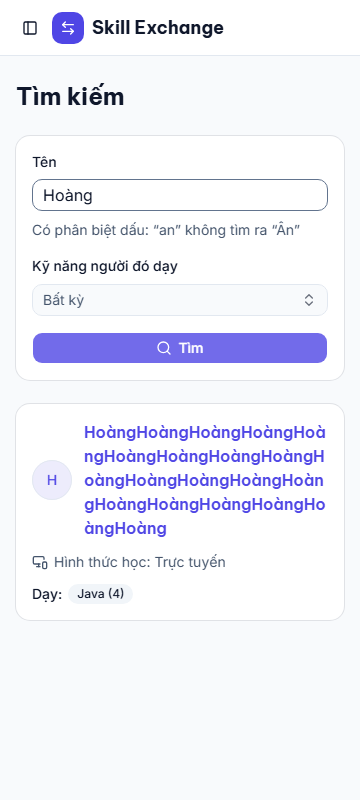 Skill Exchange
Tìm kiếm
Tên
Hoàng
Có phân biệt dấu: “an” không tìm ra “Ân”
Kỹ năng người đó dạy
Bất kỳ
Tìm
H
HoàngHoàngHoàngHoàngHoà
ngHoàngHoàngHoàngHoàngH
oàngHoàngHoàngHoàngHoàn
gHoàngHoàngHoàngHoàngHo
àngHoàng
Hình thức học: Trực tuyến
Dạy: Java (4)